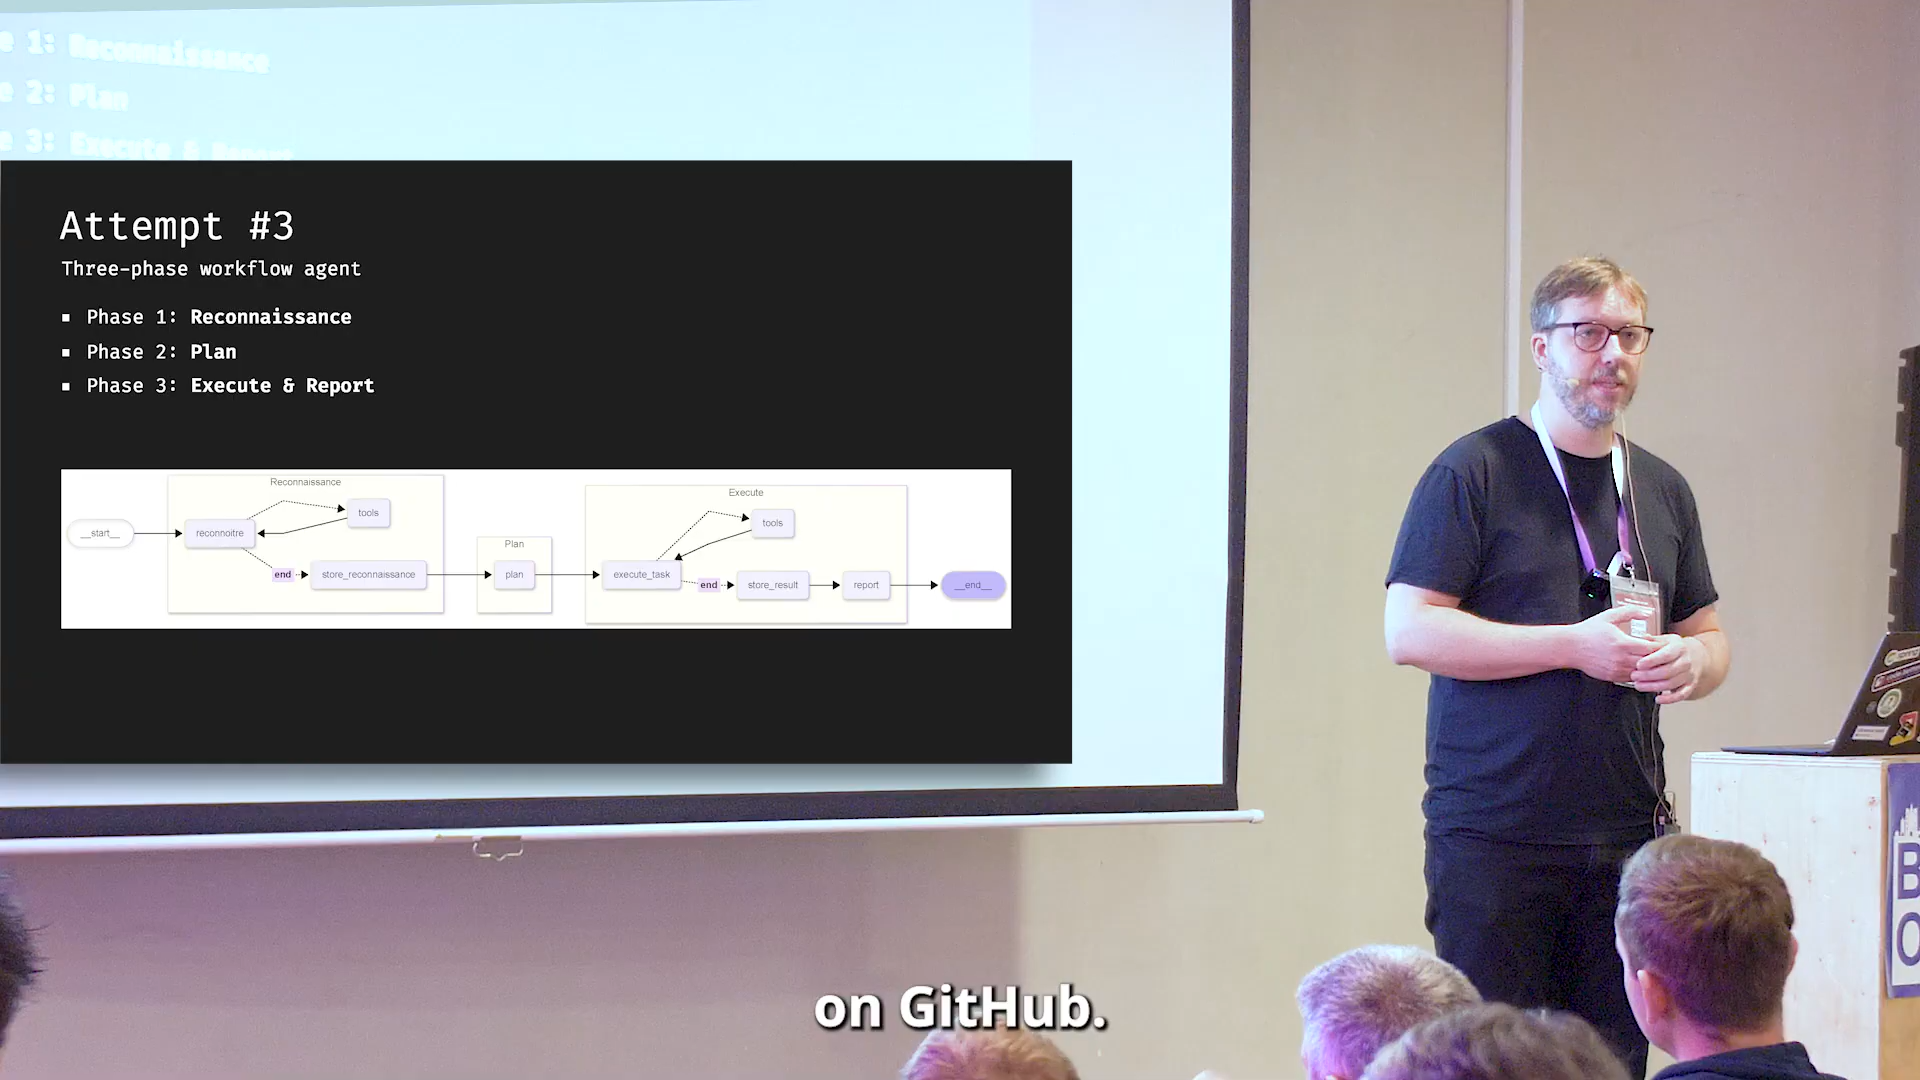 e 1: Reconnaissance
e 2: Plan
e 3: Execute & Report
Attempt #3
Three-phase workflow agent
▪ Phase 1: Reconnaissance
▪ Phase 2: Plan
▪ Phase 3: Execute & Report
Reconnaissance
Execute
tools
tools
__start__
reconnoitre
Plan
end
store_reconnaissance
plan
execute_task
end
store_result
report
__end__
spring
B
O
on GitHub.